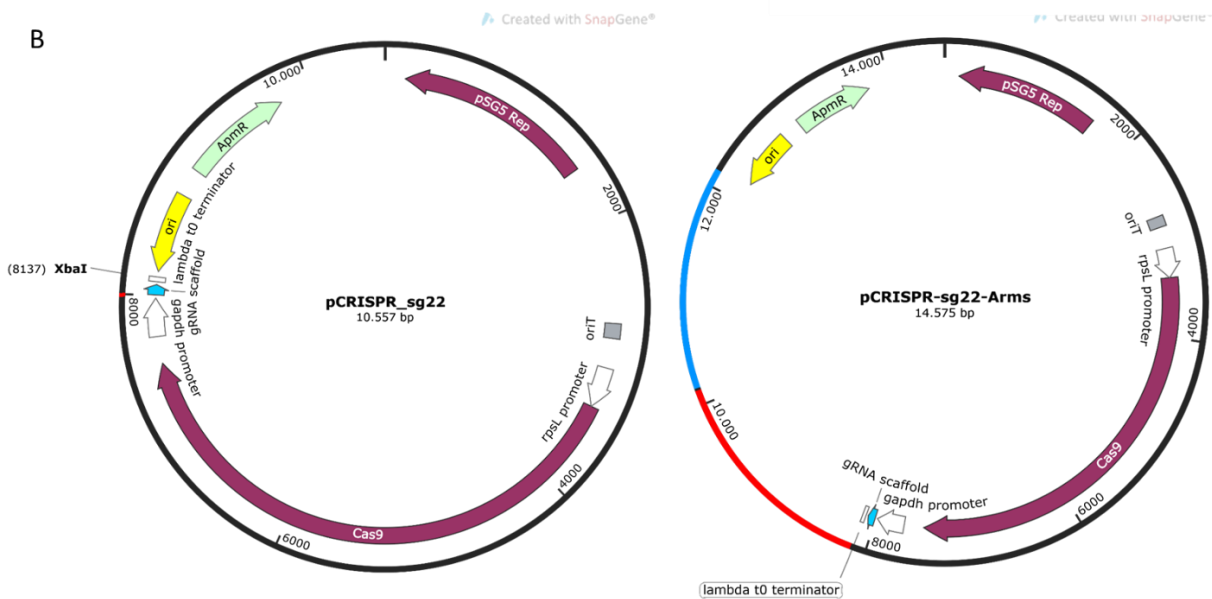 B
Created with SnapGene®
10.000
pSG5 Rep
ApmR
2000
ori
lambda t0 terminator
gRNA scaffold
(8137) XbaI
8000
gapdh promoter
pCRISPR_sg22
10.557 bp
oriT
rpsL promoter
4000
Cas9
6000
Created with SnapGene®
14.000
pSG5 Rep
ApmR
2000
ori
12.000
oriT
rpsL promoter
pCRISPR-sg22-Arms
14.575 bp
4000
10.000
Cas9
gRNA scaffold
gapdh promoter
6000
8000
lambda t0 terminator